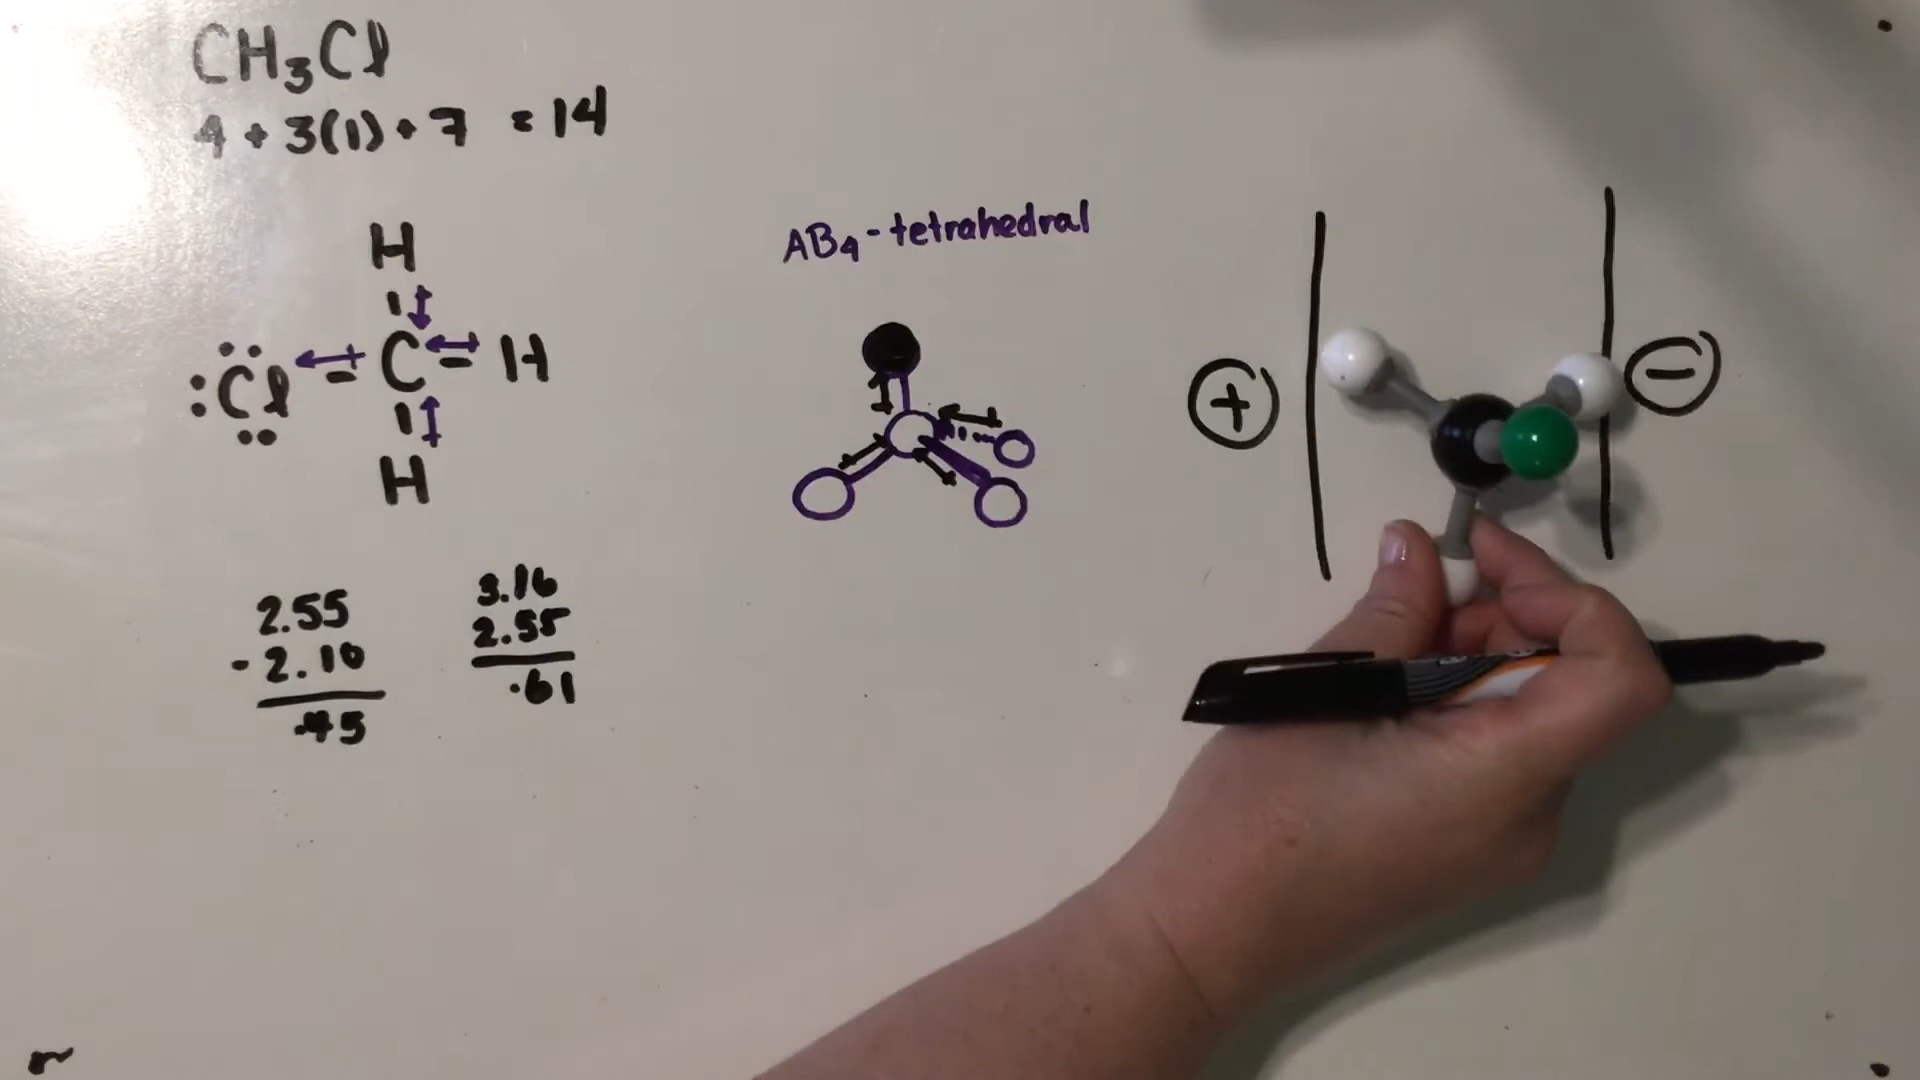 CH₃Cl
4 + 3(1) + 7 = 14
AB₄ - tetrahedral
H
:Cl - C - H
H
+
-
2.55
- 2.10
.45
3.16
2.55
.61